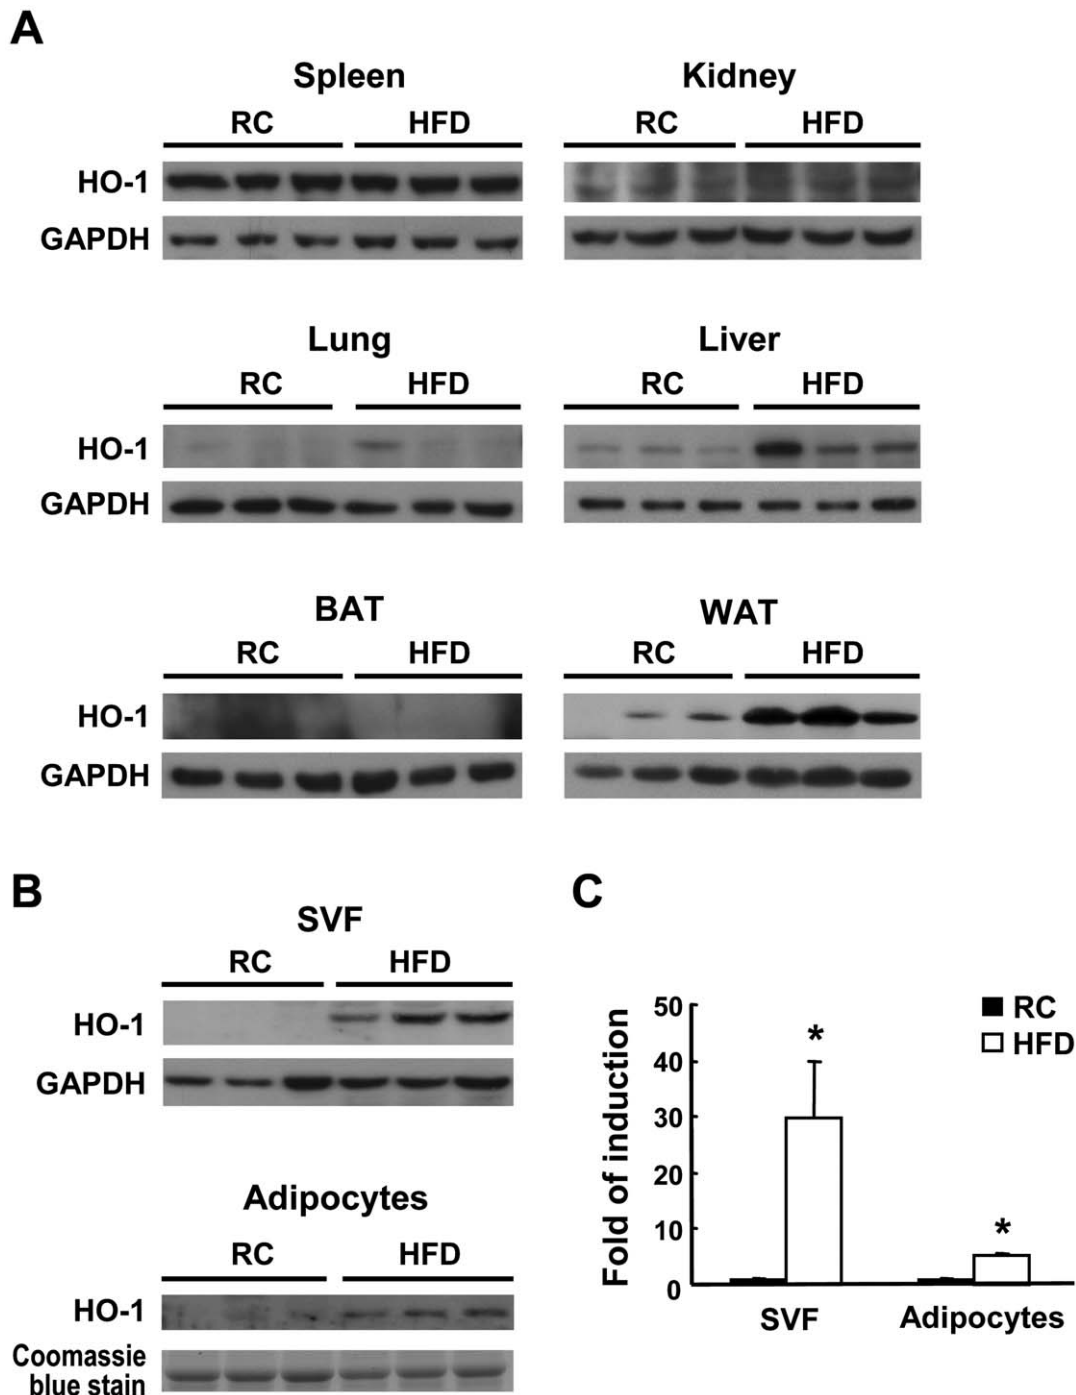 A
Spleen
RC HFD
HO-1
GAPDH
Kidney
RC HFD
Lung
RC HFD
HO-1
GAPDH
Liver
RC HFD
BAT
RC HFD
HO-1
GAPDH
WAT
RC HFD
B
SVF
RC HFD
HO-1
GAPDH
Adipocytes
RC HFD
HO-1
Coomassie
blue stain
C
Fold of induction
50
40
30
20
10
0
*
*
RC
HFD
SVF Adipocytes